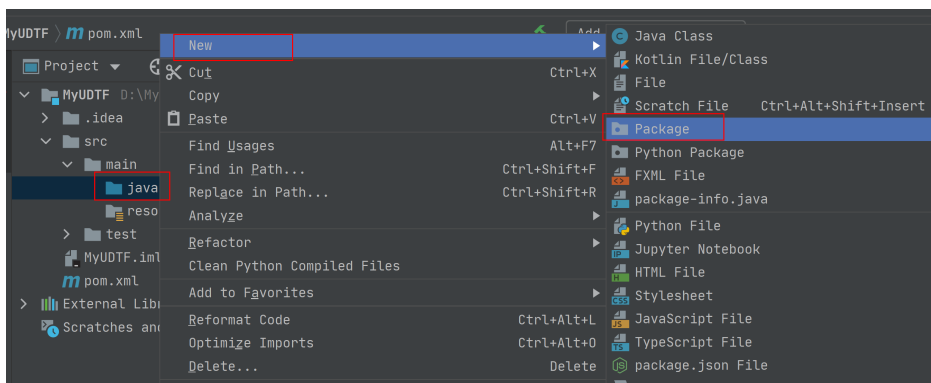 MyUDTF pom.xml
Add
Project
MyUDTF D:\My
.idea
src
main
java
reso
test
MyUDTF.iml
pom.xml
External Lib
Scratches and
New
Cut Ctrl+X
Copy
Paste Ctrl+V
Find Usages Alt+F7
Find in Path... Ctrl+Shift+F
Replace in Path... Ctrl+Shift+R
Analyze
Refactor
Clean Python Compiled Files
Add to Favorites
Reformat Code Ctrl+Alt+L
Optimize Imports Ctrl+Alt+O
Delete... Delete
Java Class
Kotlin File/Class
File
Scratch File Ctrl+Alt+Shift+Insert
Package
Python Package
FXML File
package-info.java
Python File
Jupyter Notebook
HTML File
Stylesheet
JavaScript File
TypeScript File
package.json File